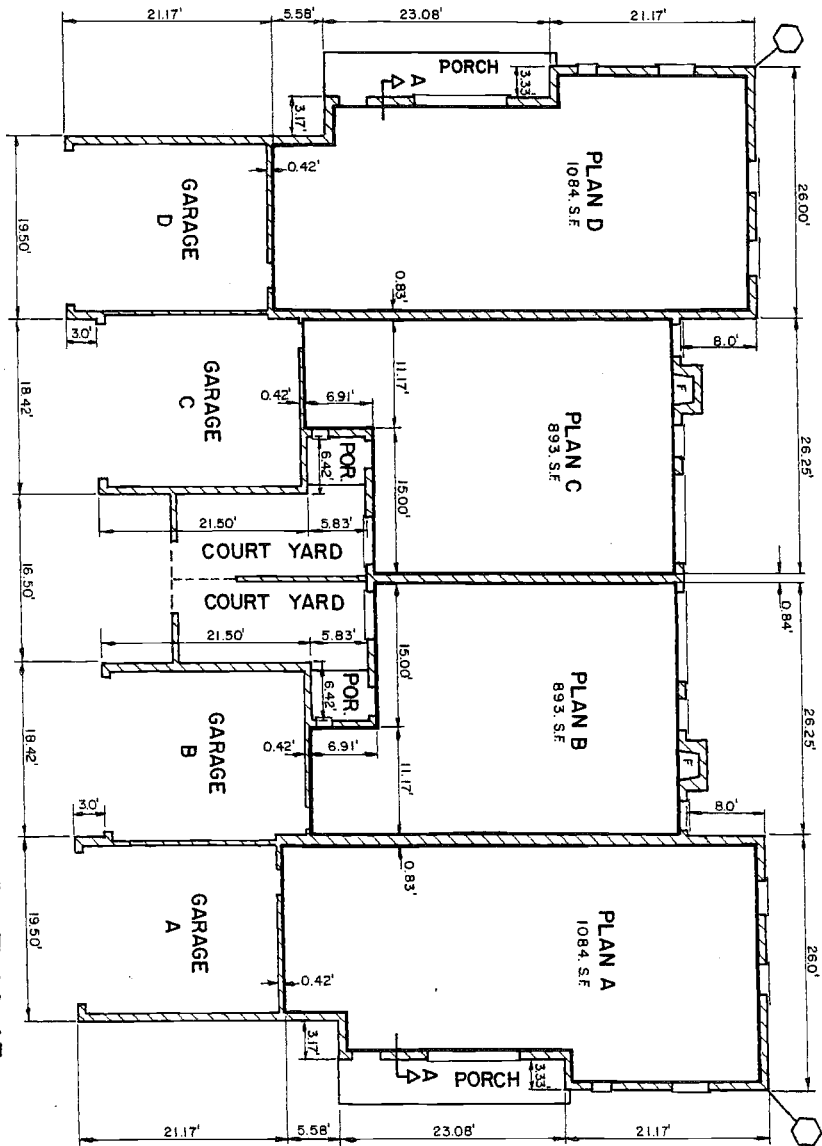 21.17'
5.58'
23.08'
21.17'
PORCH
3.33'
A
3.17'
26.00'
PLAN D
1084. S.F.
0.42'
GARAGE
D
19.50'
0.83'
3.0'
8.0'
11.17'
GARAGE
C
18.42'
0.42'
6.91'
F
PLAN C
893. S.F.
26.25'
POR.
6.42'
15.00'
21.50'
5.83'
COURT YARD
16.50'
0.84'
COURT YARD
21.50'
5.83'
15.00'
POR.
6.42'
PLAN B
893. S.F.
26.25'
GARAGE
B
18.42'
0.42'
6.91'
11.17'
F
3.0'
8.0'
0.83'
GARAGE
A
19.50'
PLAN A
1084. S.F.
26.0'
0.42'
3.17'
A
PORCH
3.33'
21.17'
5.58'
23.08'
21.17'